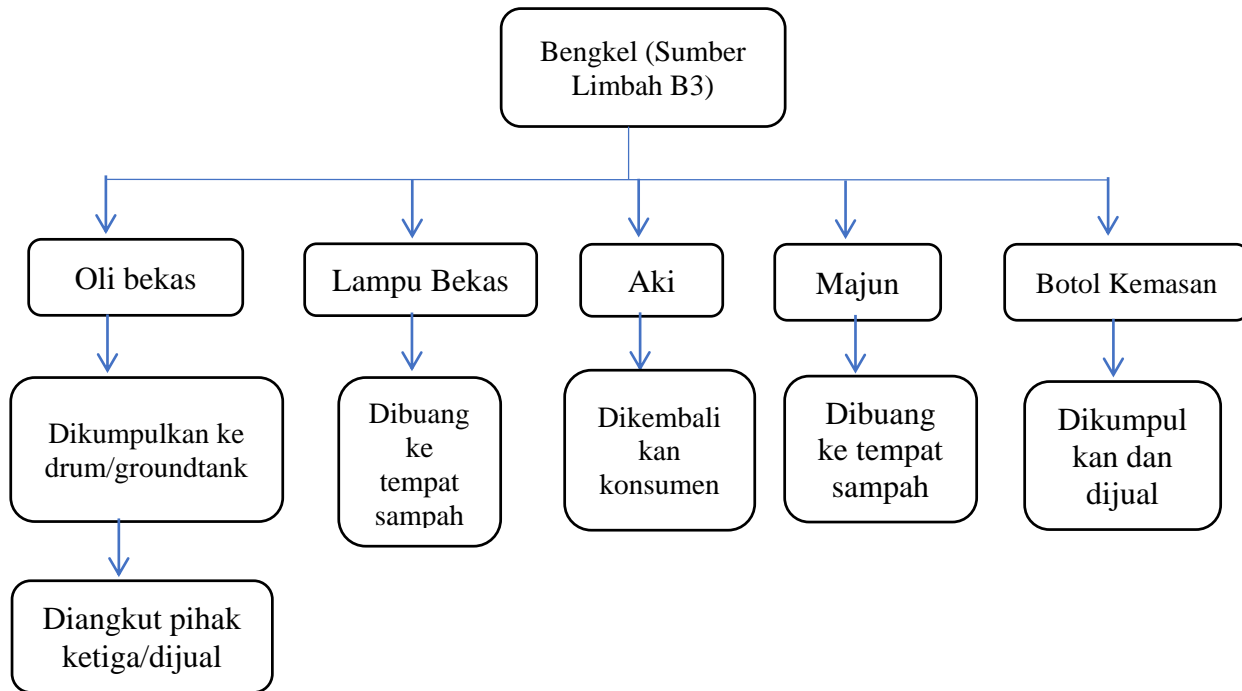 Bengkel (Sumber
Limbah B3)
Oli bekas
Lampu Bekas
Aki
Majun
Botol Kemasan
Dikumpulkan ke
drum/groundtank
Dibuang
ke
tempat
sampah
Dikembali
kan
konsumen
Dibuang
ke tempat
sampah
Dikumpul
kan dan
dijual
Diangkut pihak
ketiga/dijual